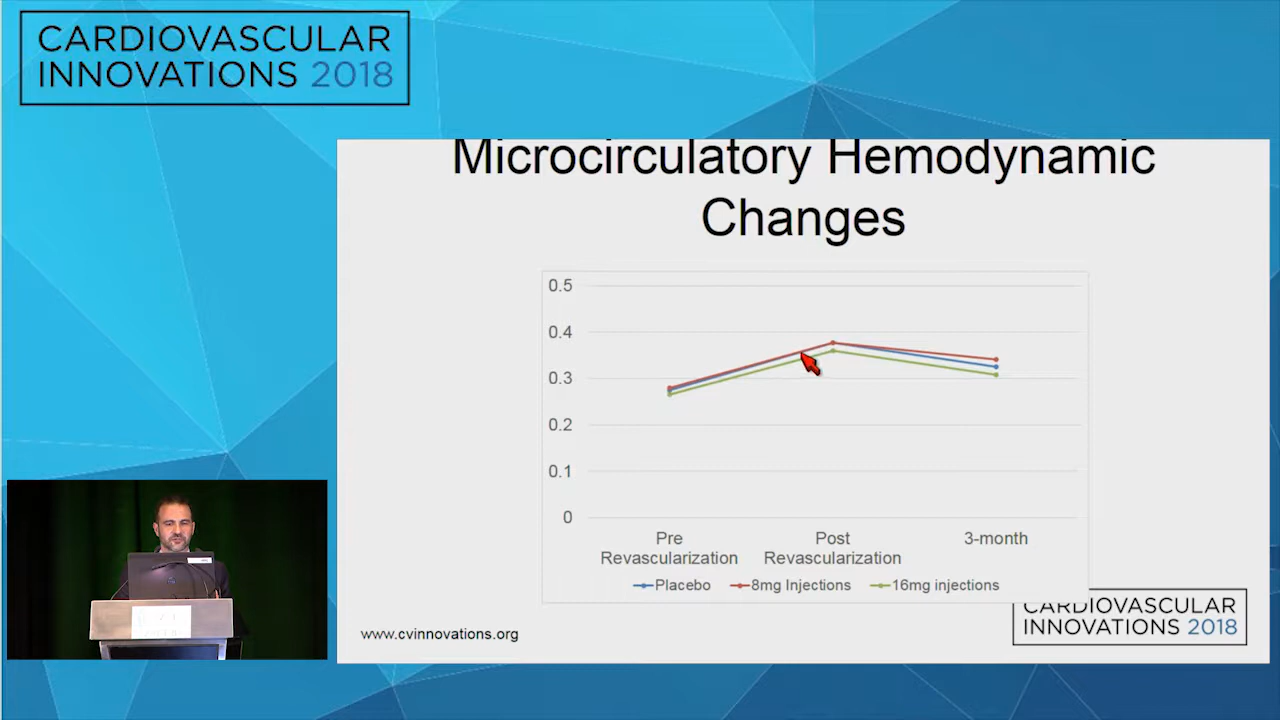 CARDIOVASCULAR
INNOVATIONS 2018
Microcirculatory Hemodynamic
Changes
0.5
0.4
0.3
0.2
0.1
0
Pre
Revascularization
Post
Revascularization
3-month
Placebo
8mg Injections
16mg injections
www.cvinnovations.org
CARDIOVASCULAR
INNOVATIONS 2018